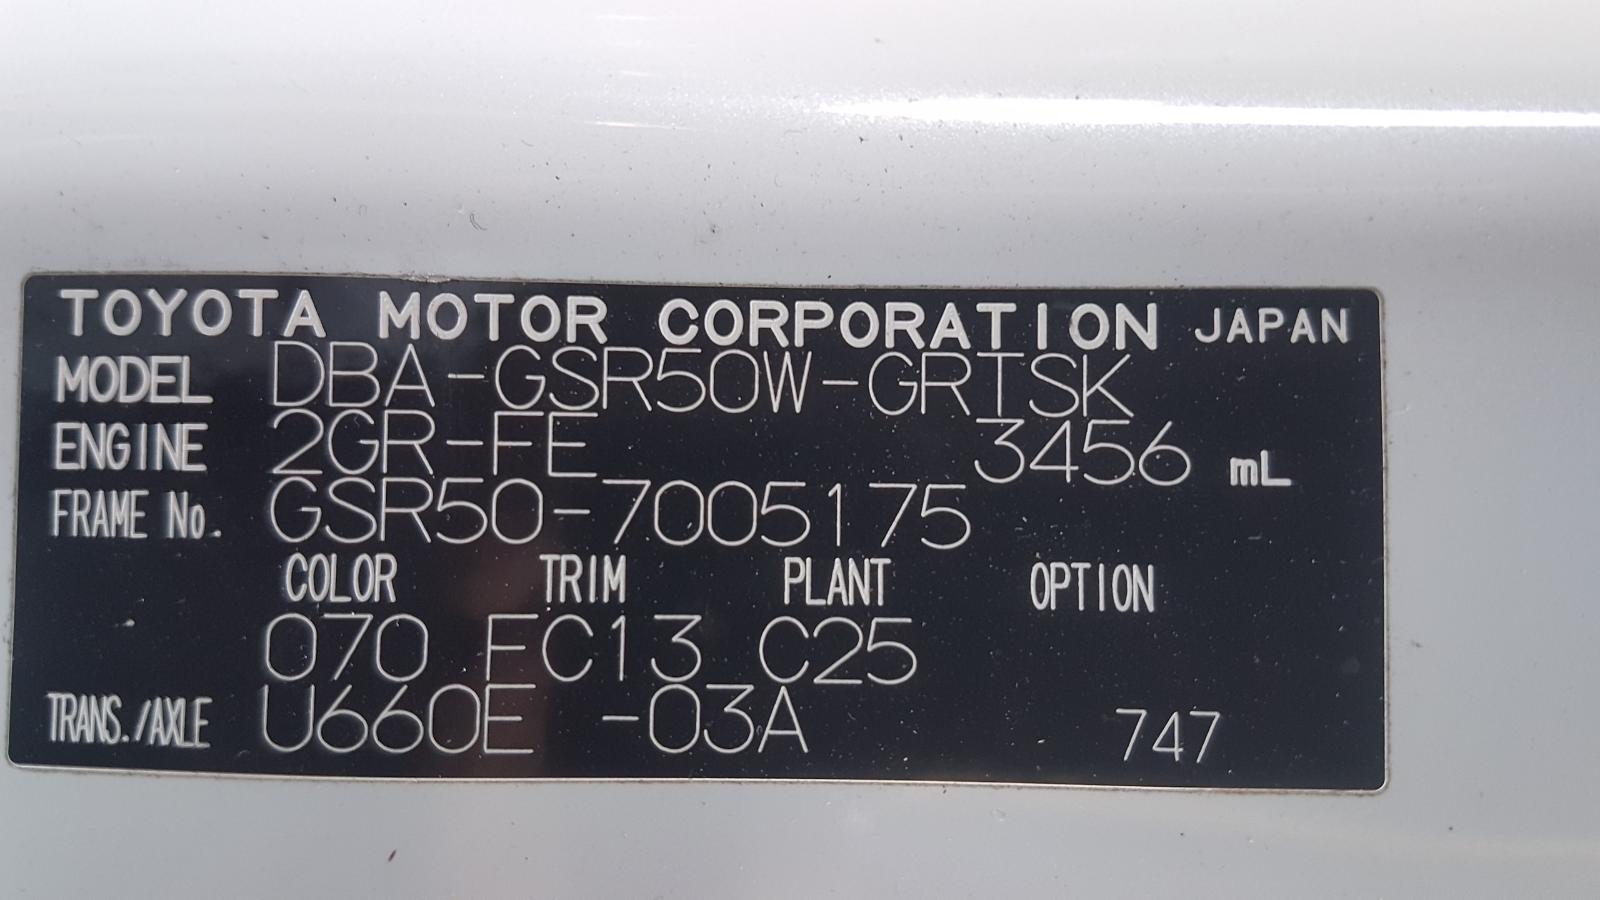 TOYOTA MOTOR CORPORATION JAPAN
MODEL DBA-GSR50W-GRTSK
ENGINE 2GR-FE 3456 mL
FRAME No. GSR50-7005175
COLOR TRIM PLANT OPTION
070 FC13 C25
TRANS./AXLE U660E -03A 747